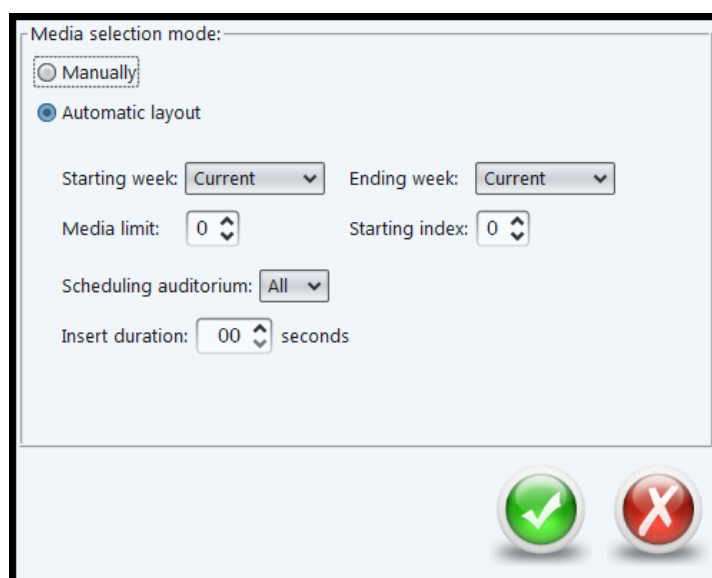 Media selection mode:
Manually
Automatic layout
Starting week: Current Ending week: Current
Media limit: 0 Starting index: 0
Scheduling auditorium: All
Insert duration: 00 seconds